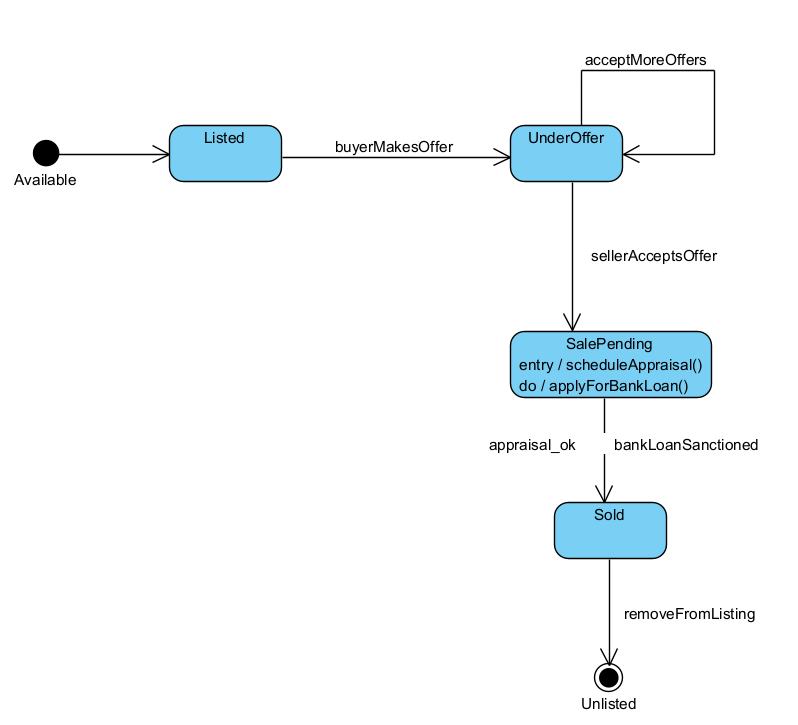 acceptMoreOffers
Listed
UnderOffer
buyerMakesOffer
Available
sellerAcceptsOffer
SalePending
entry / scheduleAppraisal()
do / applyForBankLoan()
appraisal_ok
bankLoanSanctioned
Sold
removeFromListing
Unlisted